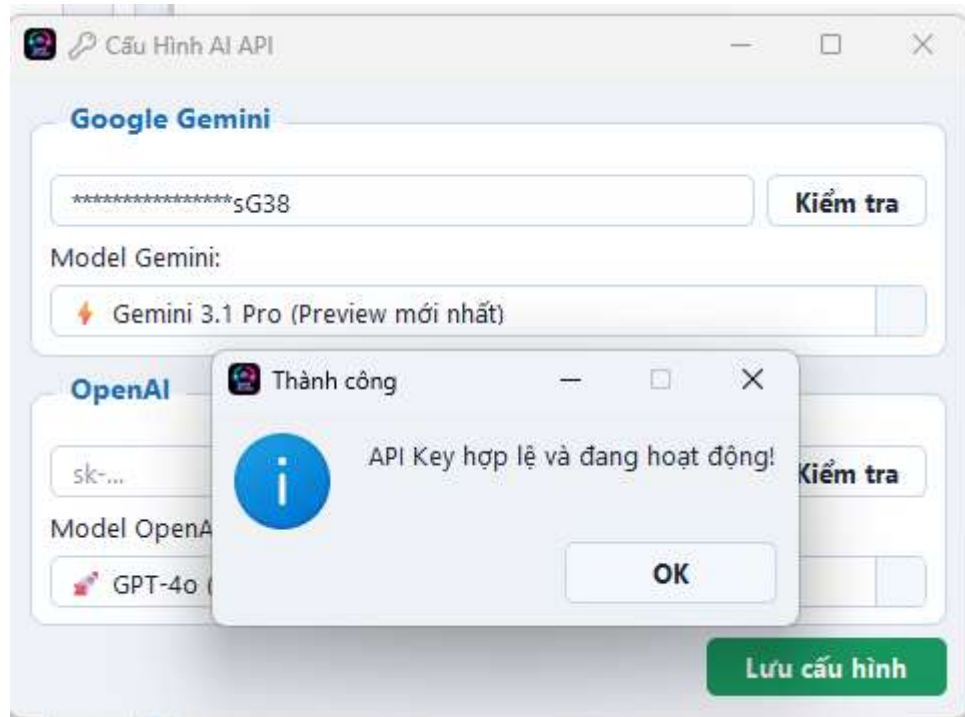 Cấu Hình AI API
Google Gemini
****************sG38
Kiểm tra
Model Gemini:
Gemini 3.1 Pro (Preview mới nhất)
OpenAI
Thành công
API Key hợp lệ và đang hoạt động!
sk-...
Kiểm tra
Model OpenA
OK
GPT-4o (
Lưu cấu hình